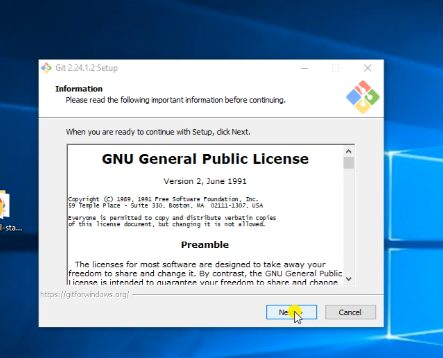 Git 2.24.1.2 Setup
Information
Please read the following important information before continuing.
When you are ready to continue with Setup, click Next.
GNU General Public License
Version 2, June 1991
Copyright (C) 1989, 1991 Free Software Foundation, Inc.
59 Temple Place - Suite 330, Boston, MA 02111-1307, USA
Everyone is permitted to copy and distribute verbatim copies
of this license document, but changing it is not allowed.
Preamble
The licenses for most software are designed to take away your
freedom to share and change it. By contrast, the GNU General Public
License is intended to guarantee your freedom to share and change
l-sta...
https://gitforwindows.org/
Cancel